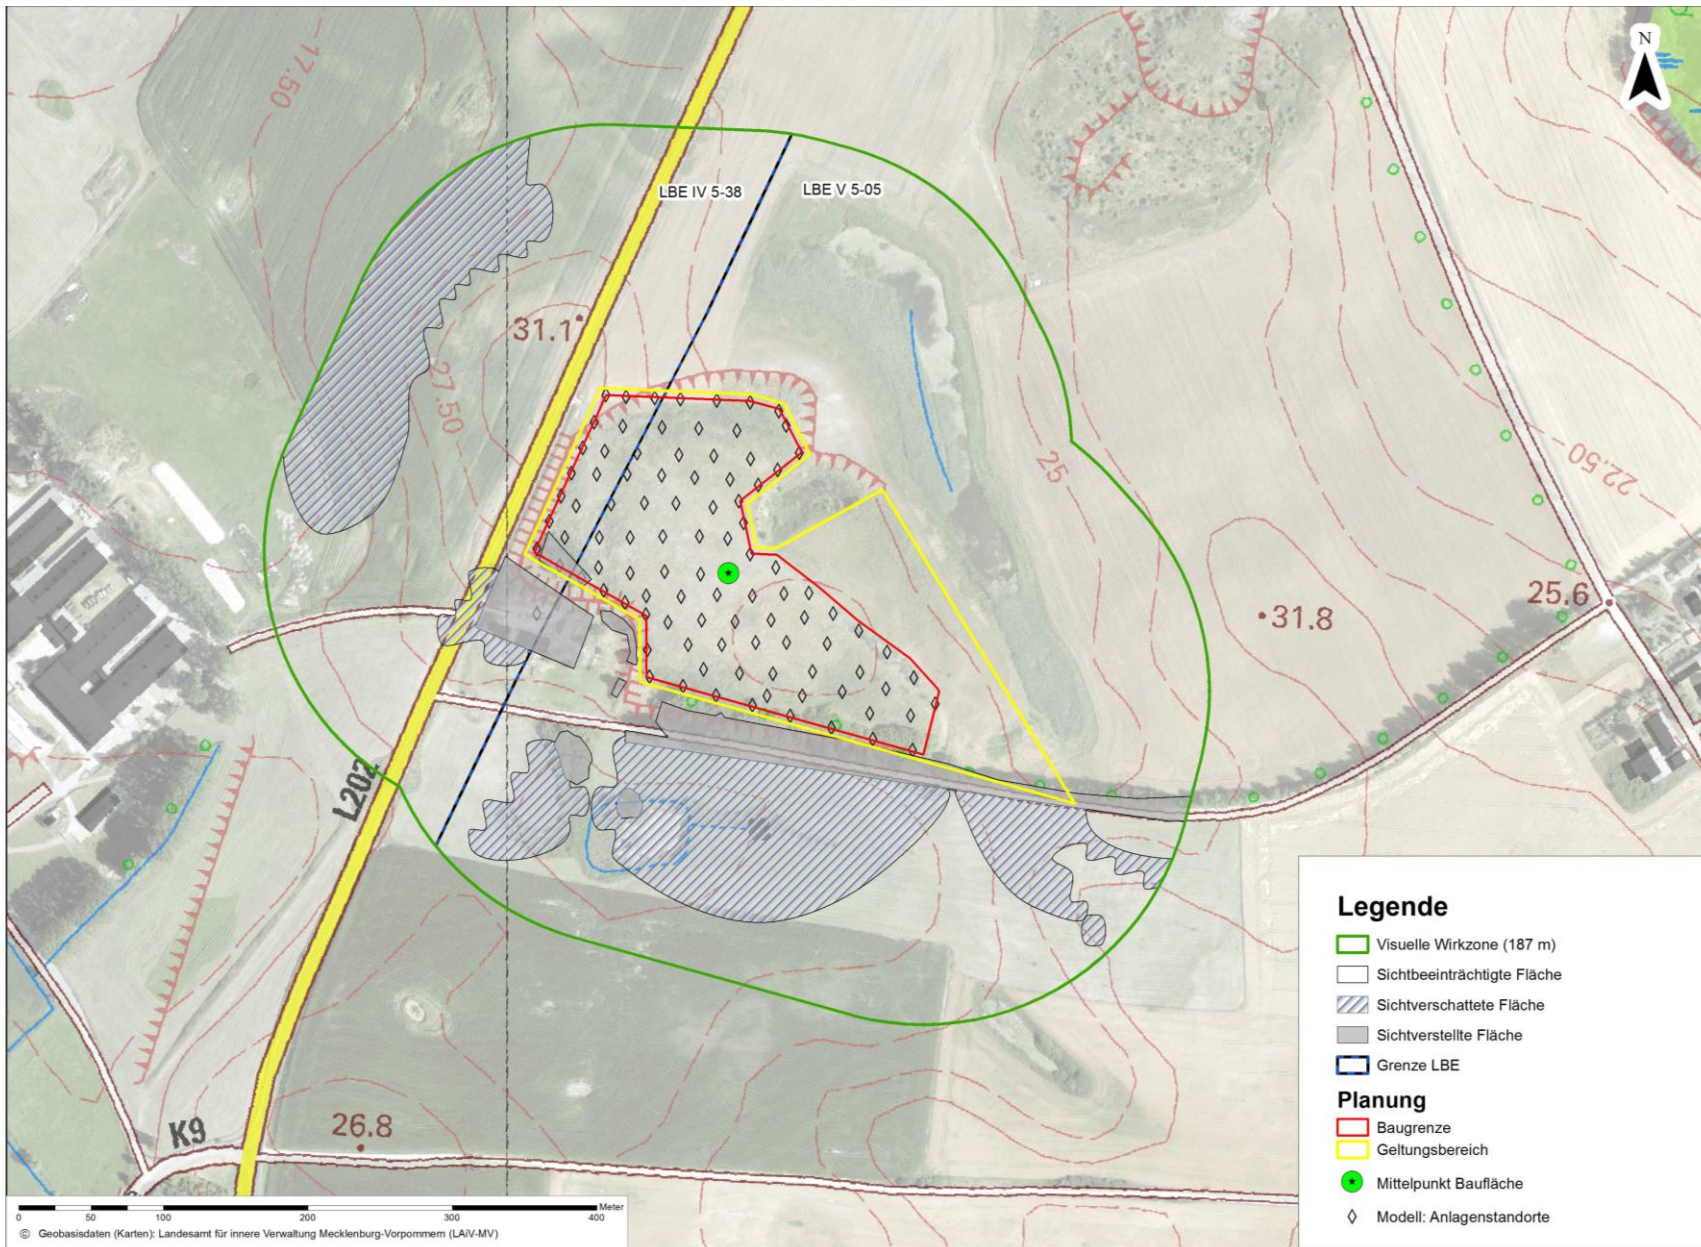 N
17.50
LBE IV 5-38
LBE V 5-05
31.1
27.50
25
22.50
25.6
31.8
L202
K9
26.8
Legende
Visuelle Wirkzone (187 m)
Sichtbeeinträchtigte Fläche
Sichtverschattete Fläche
Sichtverstellte Fläche
Grenze LBE
Planung
Baugrenze
Geltungsbereich
Mittelpunkt Baufläche
Modell: Anlagenstandorte
Meter
0 50 100 200 300 400
© Geobasisdaten (Karten): Landesamt für innere Verwaltung Mecklenburg-Vorpommern (LAiV-MV)